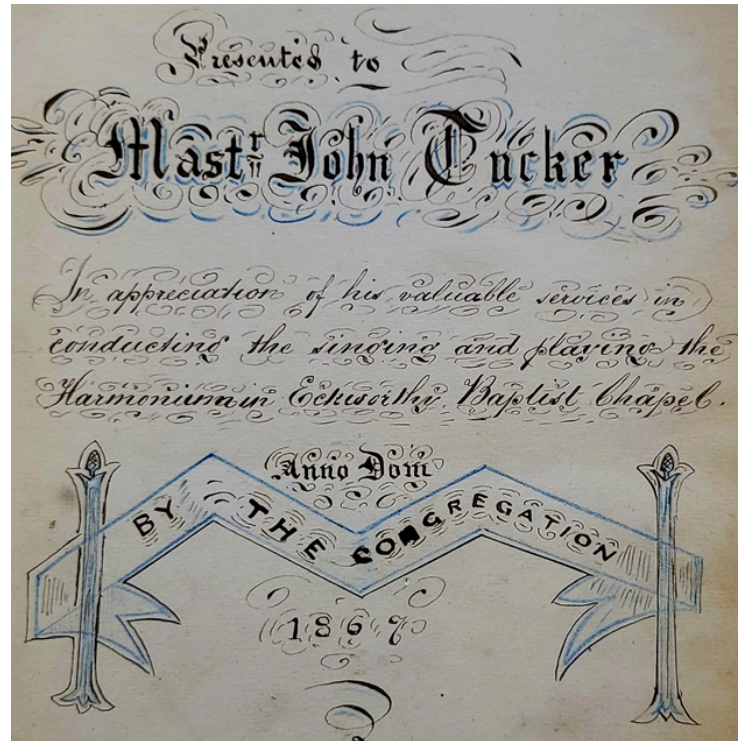 Presented to
Mastr John Tucker
In appreciation of his valuable services in
conducting the singing and playing the
Harmonium in Eckworthy Baptist Chapel.
Anno Dom
BY THE CONGREGATION
1869